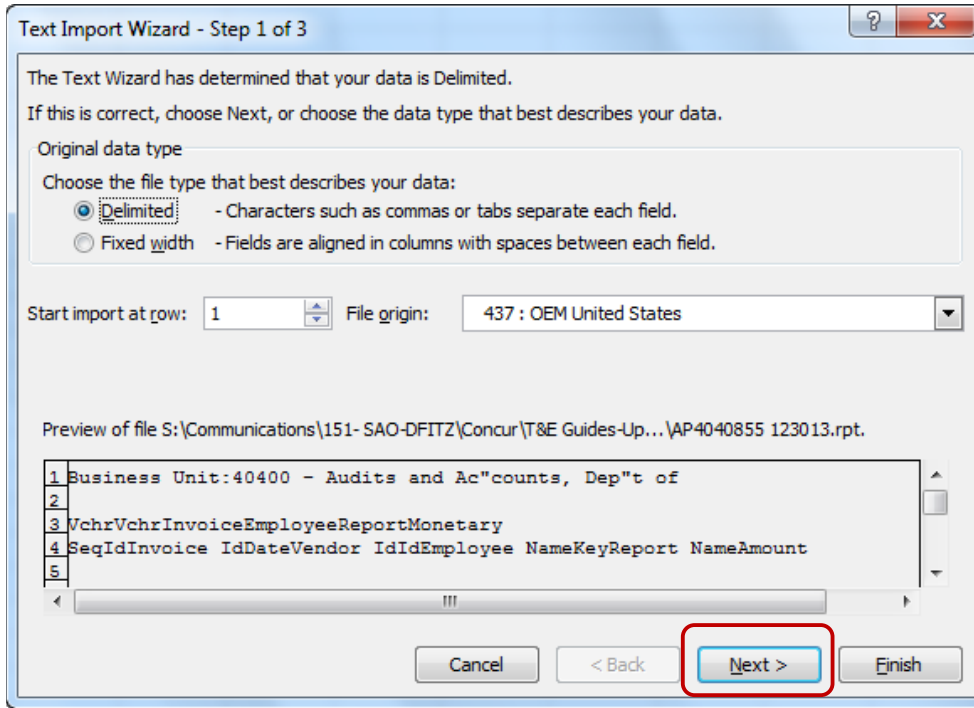 Text Import Wizard - Step 1 of 3
The Text Wizard has determined that your data is Delimited.
If this is correct, choose Next, or choose the data type that best describes your data.
Original data type
Choose the file type that best describes your data:
Delimited - Characters such as commas or tabs separate each field.
Fixed width - Fields are aligned in columns with spaces between each field.
Start import at row: 1 File origin: 437 : OEM United States
Preview of file S:\Communications\151- SAO-DFITZ\Concur\T&E Guides-Up...\AP4040855 123013.rpt.
1 Business Unit:40400 - Audits and Ac"counts, Dep"t of
2
3 VchrVchrInvoiceEmployeeReportMonetary
4 SeqIdInvoice IdDateVendor IdIdEmployee NameKeyReport NameAmount
5
Cancel < Back Next > Finish